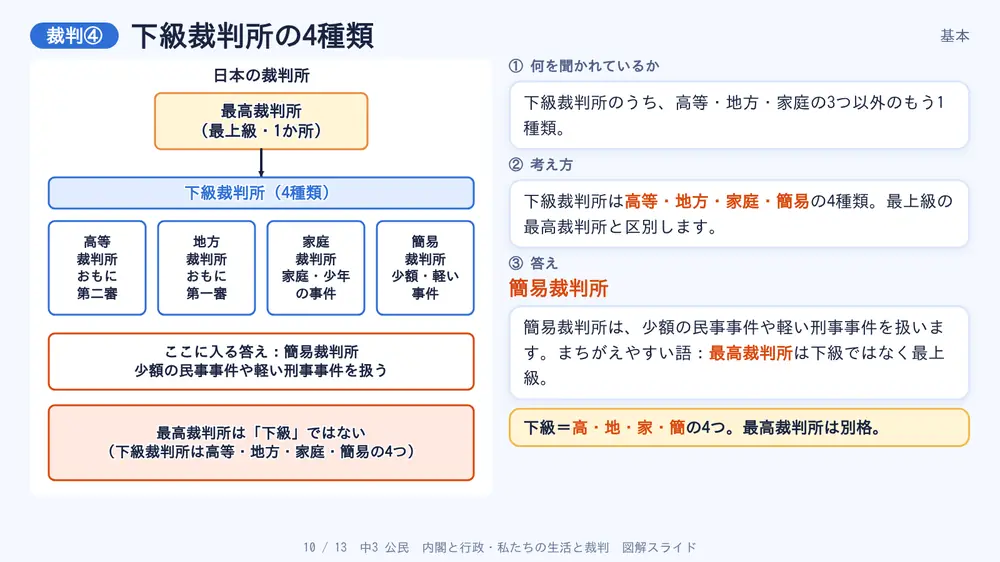 裁判④
下級裁判所の4種類
基本
日本の裁判所
最高裁判所
（最上級・1か所）
下級裁判所（4種類）
高等
裁判所
おもに
第二審
地方
裁判所
おもに
第一審
家庭
裁判所
家庭・少年
の事件
簡易
裁判所
少額・軽い
事件
ここに入る答え：簡易裁判所
少額の民事事件や軽い刑事事件を扱う
最高裁判所は「下級」ではない
（下級裁判所は高等・地方・家庭・簡易の4つ）
① 何を聞かれているか
下級裁判所のうち、高等・地方・家庭の3つ以外のもう1
種類。
② 考え方
下級裁判所は高等・地方・家庭・簡易の4種類。最上級の
最高裁判所と区別します。
③ 答え
簡易裁判所
簡易裁判所は、少額の民事事件や軽い刑事事件を扱いま
す。まちがえやすい語：最高裁判所は下級ではなく最上
級。
下級＝高・地・家・簡の4つ。最高裁判所は別格。
10 / 13　中3 公民　内閣と行政・私たちの生活と裁判　図解スライド